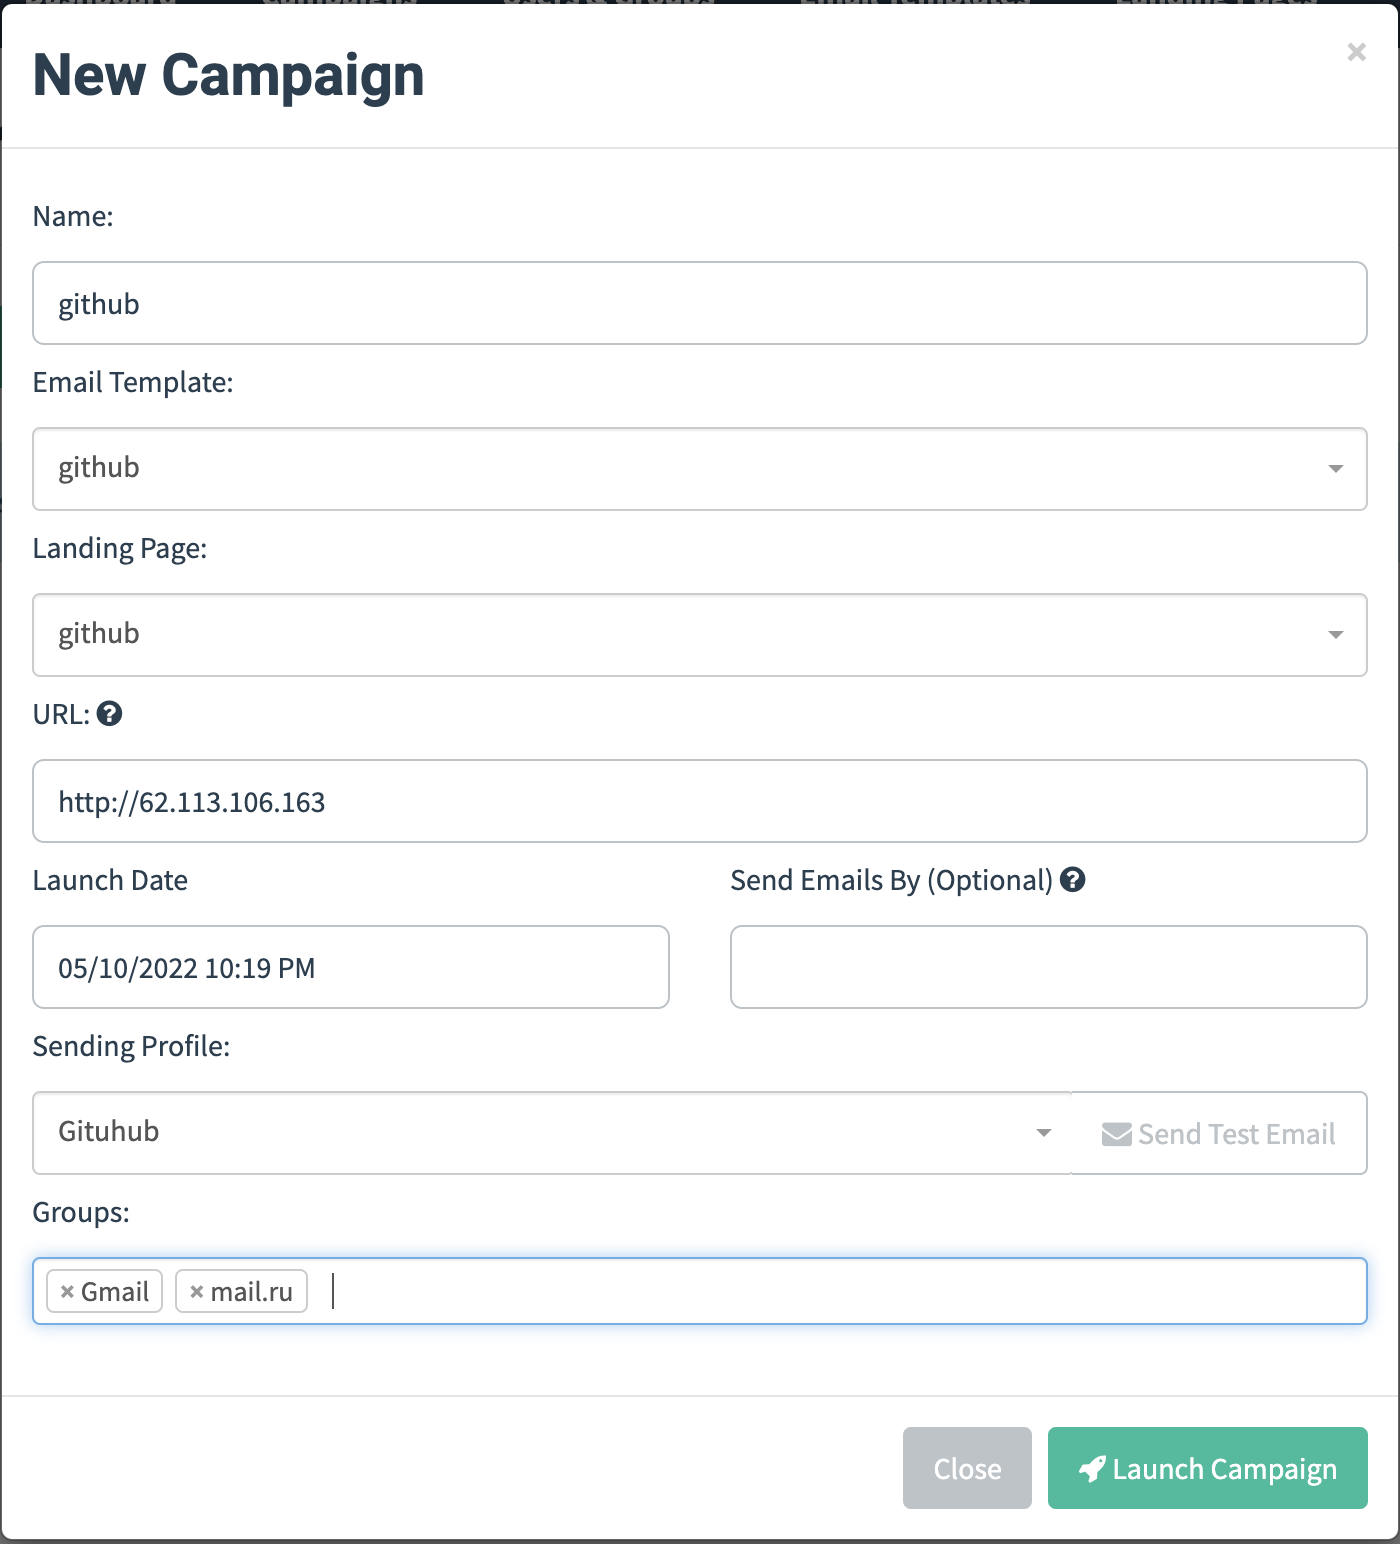 New Campaign
×
Name:
github
Email Template:
github
Landing Page:
github
URL:
http://62.113.106.163
Launch Date
Send Emails By (Optional)
05/10/2022 10:19 PM
Sending Profile:
Gituhub
Send Test Email
Groups:
× Gmail × mail.ru
Close
Launch Campaign